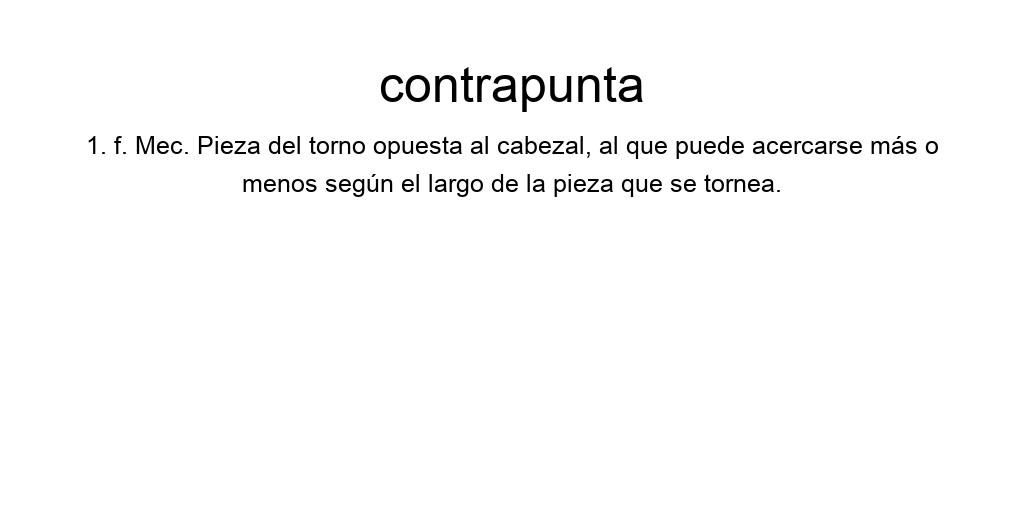 contrapunta
1. f. Mec. Pieza del torno opuesta al cabezal, al que puede acercarse más o
menos según el largo de la pieza que se tornea.